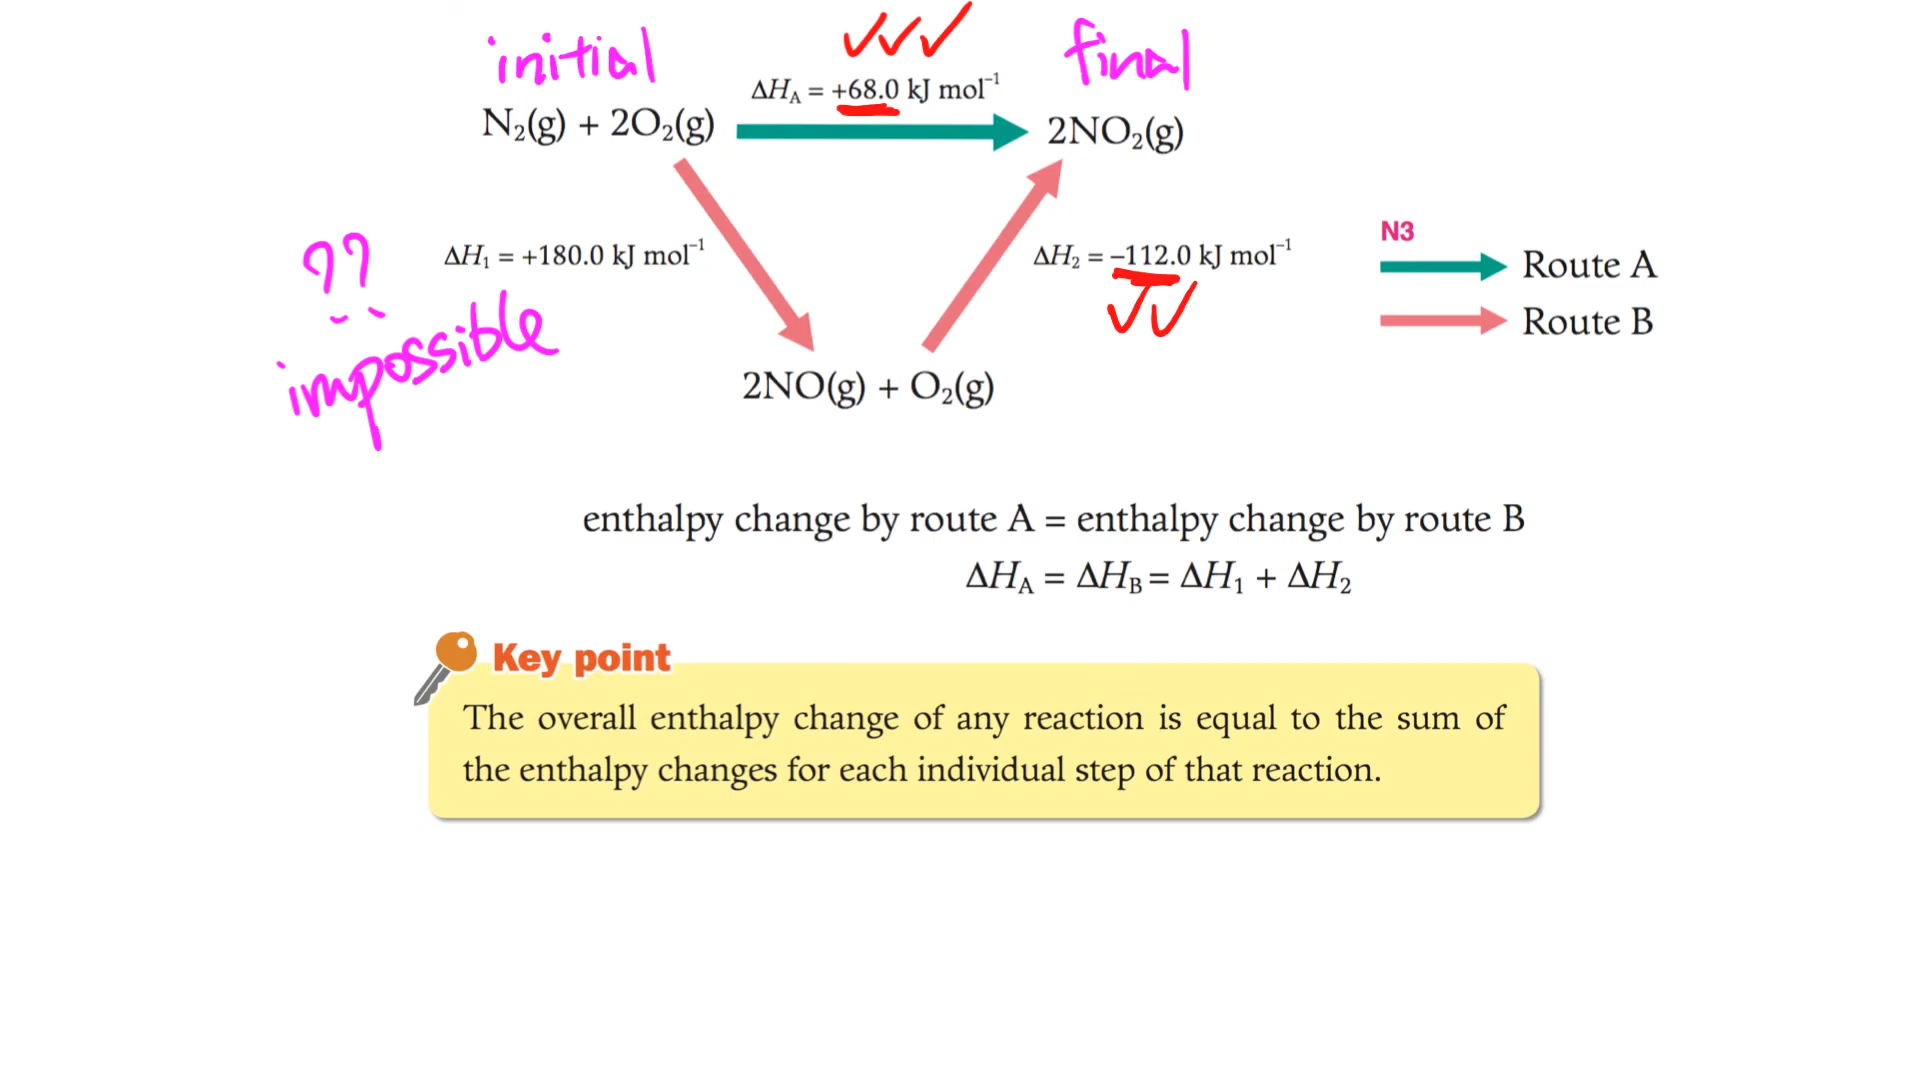 initial
✓✓✓
final
ΔH_A = +68.0 kJ mol⁻¹
N₂(g) + 2O₂(g)
2NO₂(g)
??
ΔH₁ = +180.0 kJ mol⁻¹
ΔH₂ = –112.0 kJ mol⁻¹
✓✓
impossible
N3
Route A
Route B
2NO(g) + O₂(g)
enthalpy change by route A = enthalpy change by route B
ΔH_A = ΔH_B = ΔH₁ + ΔH₂
Key point
The overall enthalpy change of any reaction is equal to the sum of
the enthalpy changes for each individual step of that reaction.